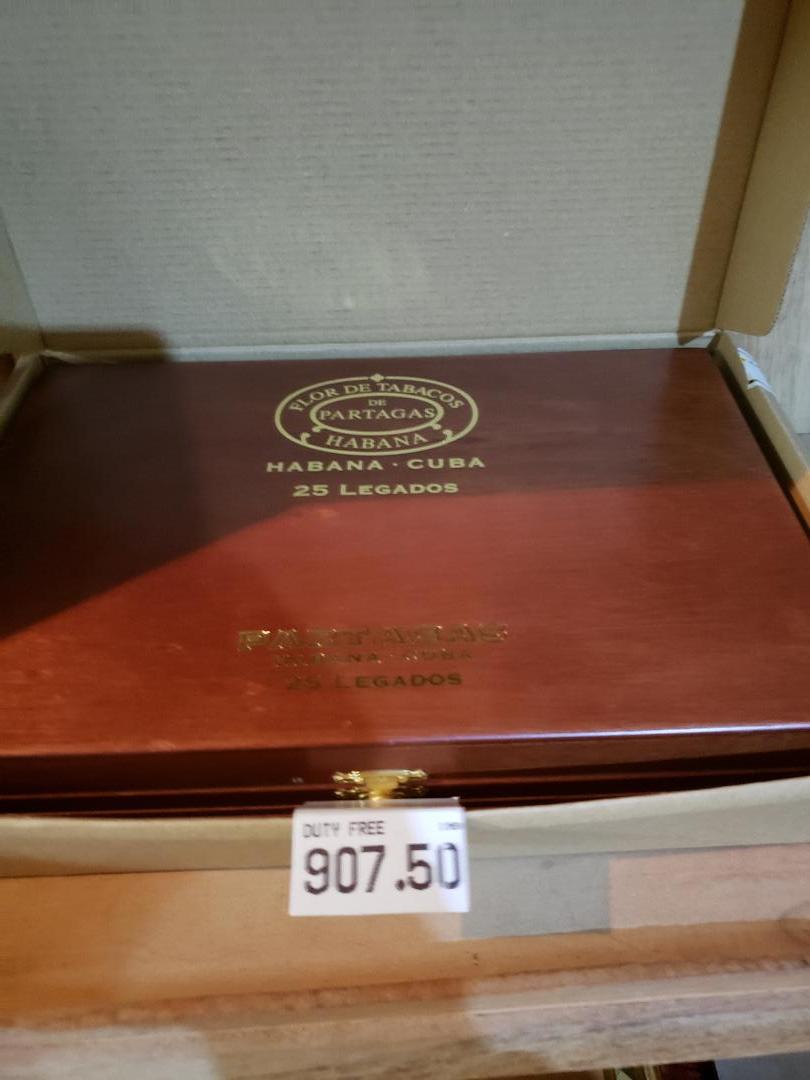 FLOR DE TABACOS
DE
PARTAGAS
HABANA
HABANA · CUBA
25 LEGADOS
PARTAGAS
HABANA · CUBA
25 LEGADOS
DUTY FREE
907.50